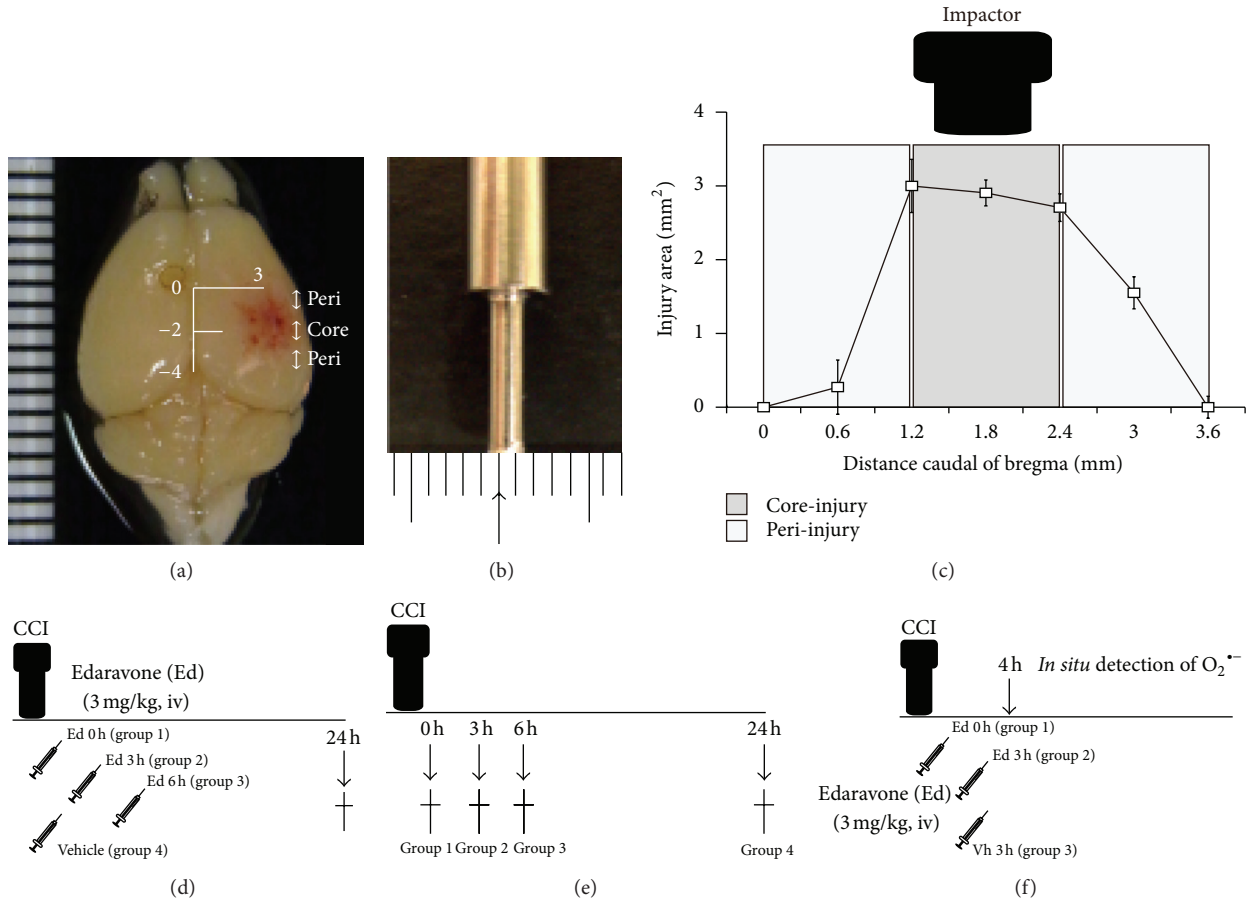 3
0
−2
−4
Peri
Core
Peri
(a)
(b)
Impactor
Injury area (mm²)
4
3
2
1
0
0 0.6 1.2 1.8 2.4 3 3.6
Distance caudal of bregma (mm)
Core-injury
Peri-injury
(c)
CCI
Edaravone (Ed)
(3 mg/kg, iv)
Ed 0 h (group 1)
Ed 3 h (group 2)
Ed 6 h (group 3)
Vehicle (group 4)
24 h
(d)
CCI
0 h 3 h 6 h 24 h
Group 1 Group 2 Group 3 Group 4
(e)
CCI
4 h In situ detection of O₂•−
Ed 0 h (group 1)
Ed 3 h (group 2)
Edaravone (Ed)
(3 mg/kg, iv)
Vh 3 h (group 3)
(f)